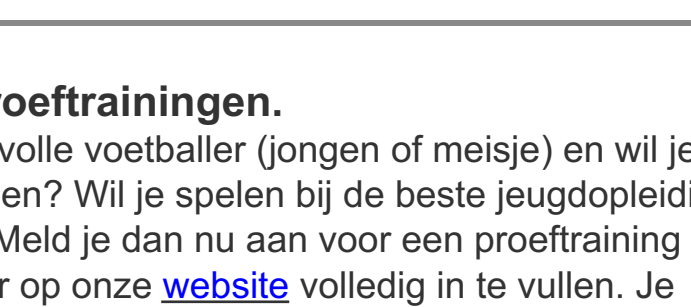 roeftrainingen.
volle voetballer (jongen of meisje) en wil je
en? Wil je spelen bij de beste jeugdopleidi
Meld je dan nu aan voor een proeftraining
r op onze website volledig in te vullen. Je